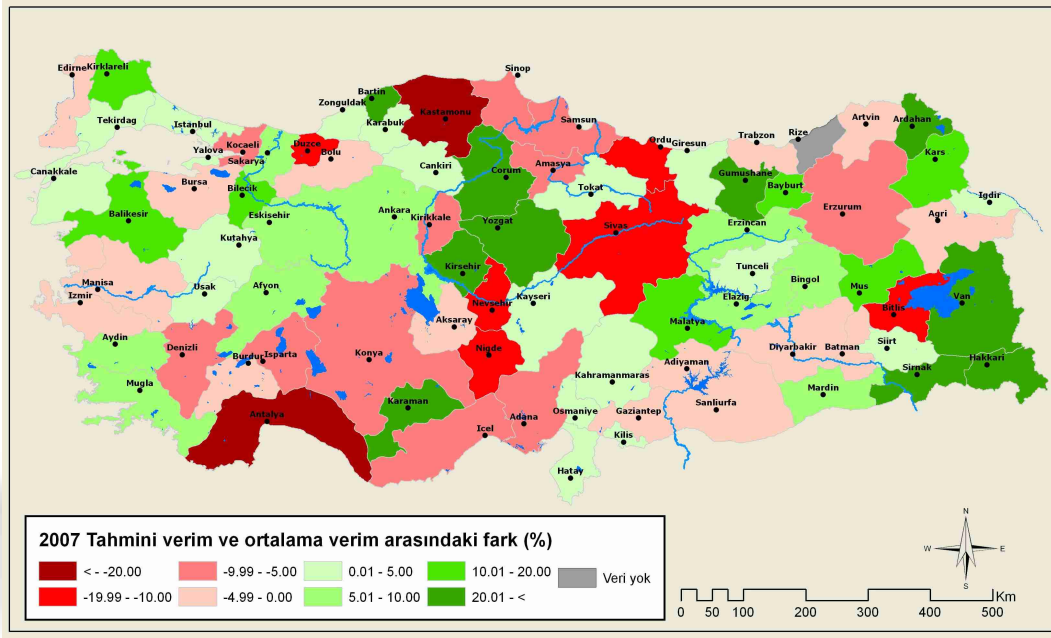 Sinop
Edirne Kirklareli
Bartin
Zonguldak
Kastamonu
Tekirdag
Istanbul
Karabuk
Samsun
Artvin
Ardahan
Ordu Giresun
Trabzon
Rize
Yalova
Kocaeli
Sakarya
Duzce
Bolu
Kars
Canakkale
Bursa
Bilecik
Cankiri
Corum
Amasya
Tokat
Gumushane
Bayburt
Erzurum
Igdir
Balikesir
Eskisehir
Ankara
Kirikkale
Yozgat
Sivas
Erzincan
Agri
Kutahya
Manisa
Izmir
Usak
Afyon
Kirsehir
Nevsehir
Kayseri
Tunceli
Elazig
Bingol
Mus
Bitlis
Van
Aksaray
Malatya
Aydin
Denizli
Burdur
Isparta
Konya
Nigde
Diyarbakir
Batman
Siirt
Adiyaman
Sirnak
Hakkari
Mugla
Kahramanmaras
Mardin
Sanliurfa
Antalya
Karaman
Icel
Adana
Osmaniye
Gaziantep
Kilis
Hatay
N
W
E
S
2007 Tahmini verim ve ortalama verim arasındaki fark (%)
< - -20.00
-9.99 - -5.00
0.01 - 5.00
10.01 - 20.00
Veri yok
-19.99 - -10.00
-4.99 - 0.00
5.01 - 10.00
20.01 - <
Km
0 50 100 200 300 400 500